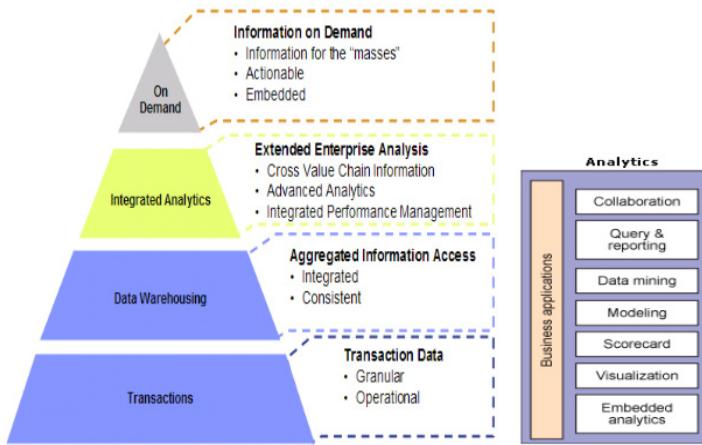 On
Demand
Information on Demand
• Information for the “masses”
• Actionable
• Embedded
Integrated Analytics
Extended Enterprise Analysis
• Cross Value Chain Information
• Advanced Analytics
• Integrated Performance Management
Data Warehousing
Aggregated Information Access
• Integrated
• Consistent
Transactions
Transaction Data
• Granular
• Operational
Analytics
Business applications
Collaboration
Query &
reporting
Data mining
Modeling
Scorecard
Visualization
Embedded
analytics